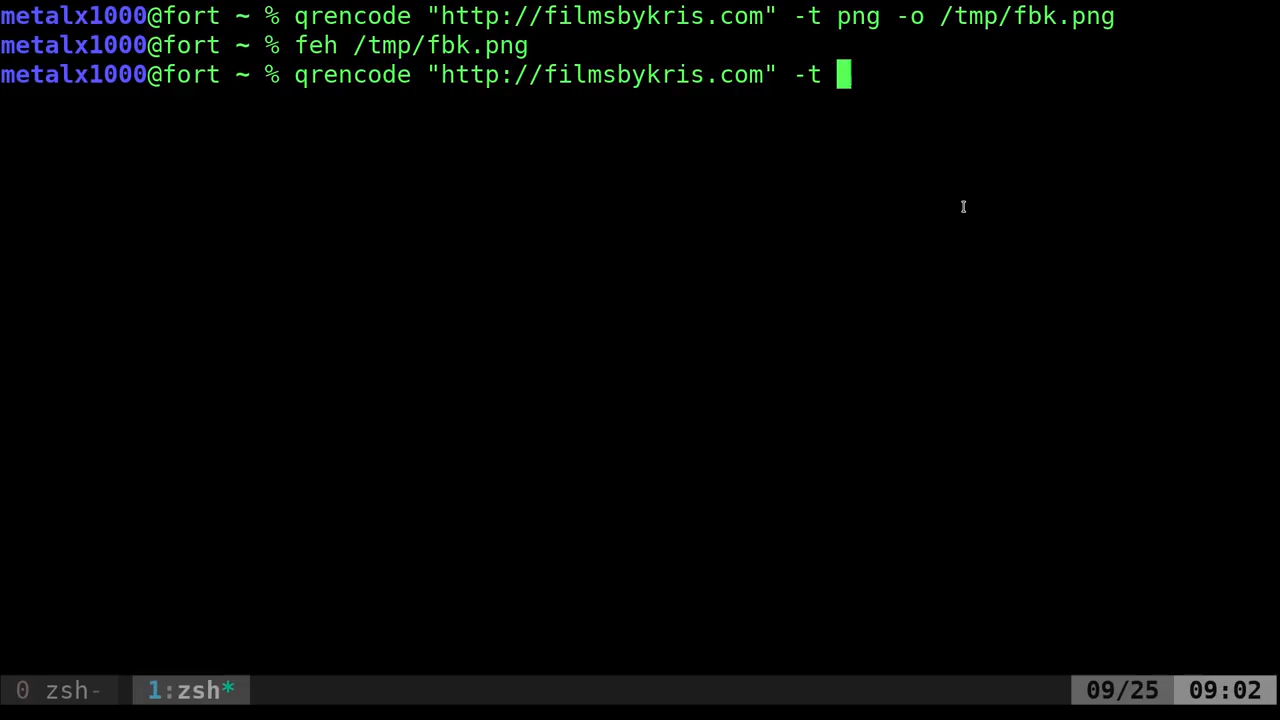 metalx1000@fort ~ % qrencode "http://filmsbykris.com" -t png -o /tmp/fbk.png
metalx1000@fort ~ % feh /tmp/fbk.png
metalx1000@fort ~ % qrencode "http://filmsbykris.com" -t
0 zsh- 1:zsh* 09/25 09:02